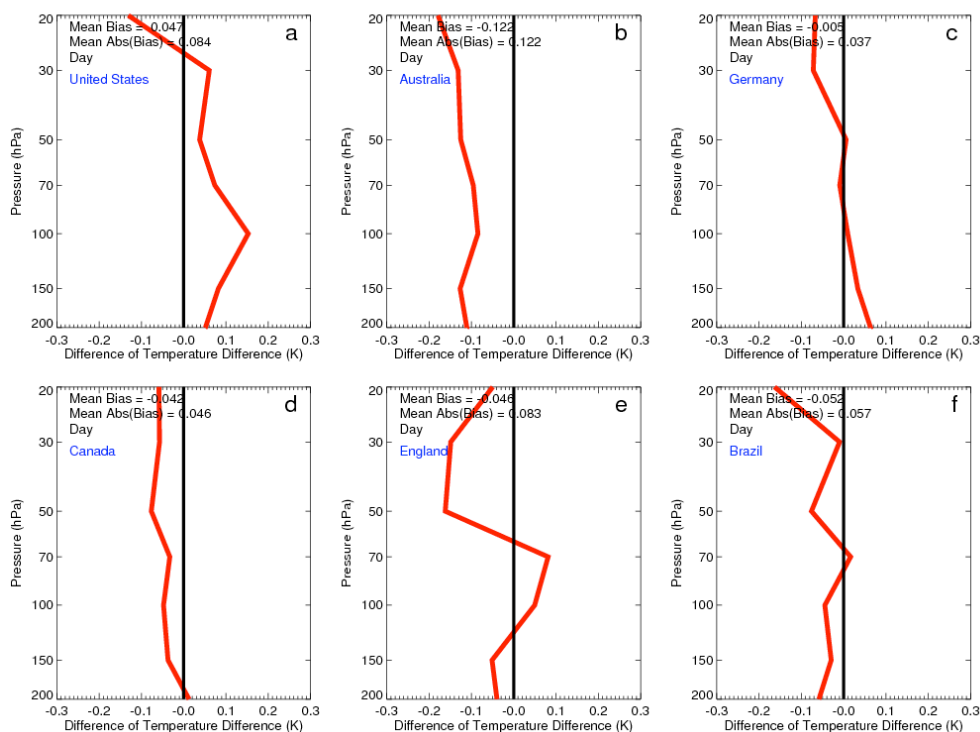 20
Mean Bias = 0.047
a
Mean Abs(Bias) = 0.084
Day
30
United States
50
70
100
150
200
Pressure (hPa)
-0.3 -0.2 -0.1 -0.0 0.1 0.2 0.3
Difference of Temperature Difference (K)
20
Mean Bias = -0.122
b
Mean Abs(Bias) = 0.122
Day
30
Australia
50
70
100
150
200
Pressure (hPa)
-0.3 -0.2 -0.1 -0.0 0.1 0.2 0.3
Difference of Temperature Difference (K)
20
Mean Bias = -0.005
c
Mean Abs(Bias) = 0.037
Day
30
Germany
50
70
100
150
200
Pressure (hPa)
-0.3 -0.2 -0.1 -0.0 0.1 0.2 0.3
Difference of Temperature Difference (K)
20
Mean Bias = -0.042
d
Mean Abs(Bias) = 0.046
Day
30
Canada
50
70
100
150
200
Pressure (hPa)
-0.3 -0.2 -0.1 -0.0 0.1 0.2 0.3
Difference of Temperature Difference (K)
20
Mean Bias = -0.046
e
Mean Abs(Bias) = 0.083
Day
30
England
50
70
100
150
200
Pressure (hPa)
-0.3 -0.2 -0.1 -0.0 0.1 0.2 0.3
Difference of Temperature Difference (K)
20
Mean Bias = -0.052
f
Mean Abs(Bias) = 0.057
Day
30
Brazil
50
70
100
150
200
Pressure (hPa)
-0.3 -0.2 -0.1 -0.0 0.1 0.2 0.3
Difference of Temperature Difference (K)